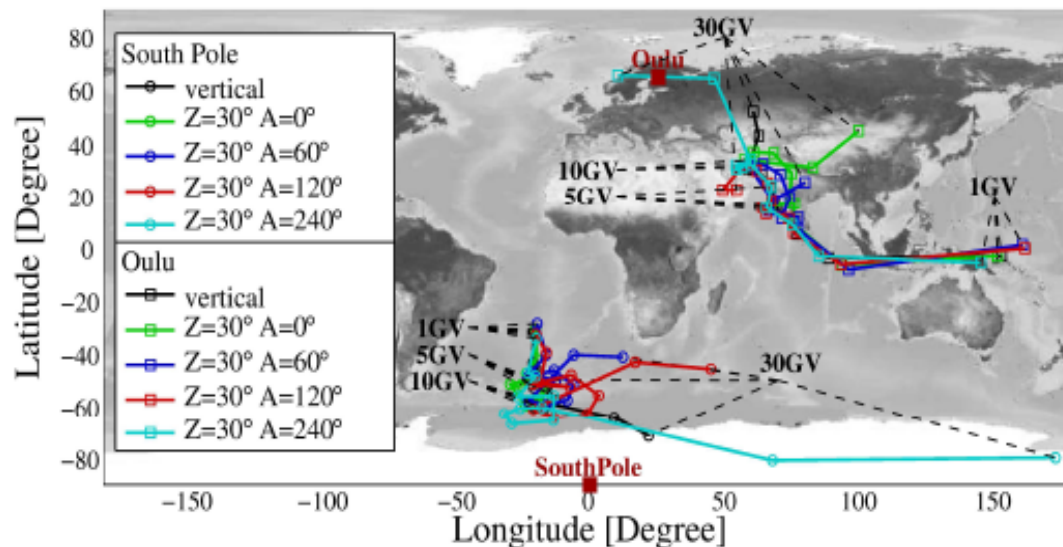 80
60
40
20
0
−20
−40
−60
−80
Latitude [Degree]
South Pole
vertical
Z=30° A=0°
Z=30° A=60°
Z=30° A=120°
Z=30° A=240°
Oulu
vertical
Z=30° A=0°
Z=30° A=60°
Z=30° A=120°
Z=30° A=240°
30GV
Oulu
10GV
5GV
1GV
1GV
5GV
10GV
30GV
SouthPole
−150
−50
0
50
100
150
Longitude [Degree]